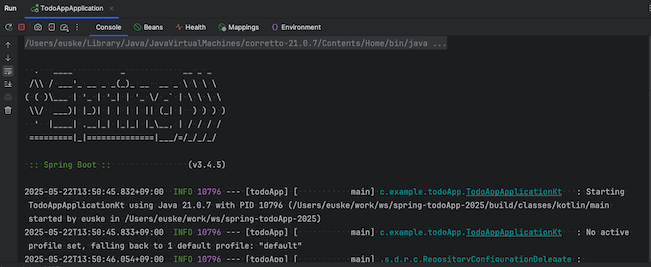 Run TodoAppApplication
Console Beans Health Mappings Environment
/Users/euske/Library/Java/JavaVirtualMachines/corretto-21.0.7/Contents/Home/bin/java ...
  .   ____          _            __ _ _
 /\\ / ___'_ __ _ _(_)_ __  __ _ \ \ \ \
( ( )\___ | '_ | '_| | '_ \/ _` | \ \ \ \
 \\/  ___)| |_)| | | | | || (_| |  ) ) ) )
  '  |____| .__|_| |_|_| |_\__, | / / / /
 =========|_|==============|___/=/_/_/_/
 :: Spring Boot ::                (v3.4.5)
2025-05-22T13:50:45.832+09:00  INFO 10796 --- [todoApp] [           main] c.example.todoApp.TodoAppApplicationKt   : Starting
 TodoAppApplicationKt using Java 21.0.7 with PID 10796 (/Users/euske/work/ws/spring-todoApp-2025/build/classes/kotlin/main
 started by euske in /Users/euske/work/ws/spring-todoApp-2025)
2025-05-22T13:50:45.833+09:00  INFO 10796 --- [todoApp] [           main] c.example.todoApp.TodoAppApplicationKt   : No active
 profile set, falling back to 1 default profile: "default"
2025-05-22T13:50:46.054+09:00  INFO 10796 --- [todoApp] [           main] .s.d.r.c.RepositoryConfigurationDelegate :